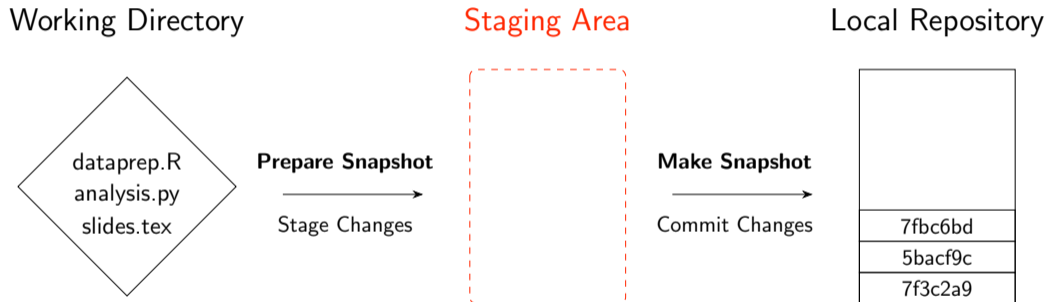 Working Directory
Staging Area
Local Repository
dataprep.R
analysis.py
slides.tex
Prepare Snapshot
Stage Changes
Make Snapshot
Commit Changes
7fbc6bd
5bacf9c
7f3c2a9